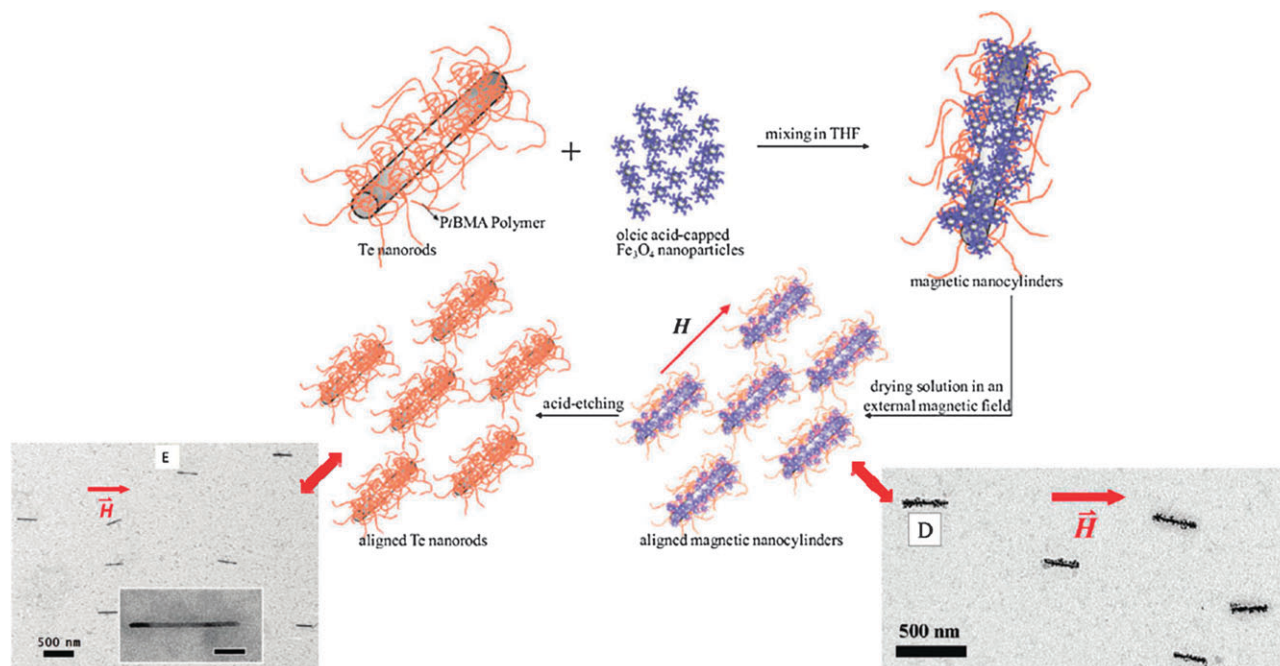 mixing in THF
+
PtBMA Polymer
Te nanorods
oleic acid-capped
Fe₃O₄ nanoparticles
magnetic nanocylinders
H
drying solution in an
external magnetic field
acid-etching
aligned Te nanorods
aligned magnetic nanocylinders
E
H
500 nm
D
H
500 nm